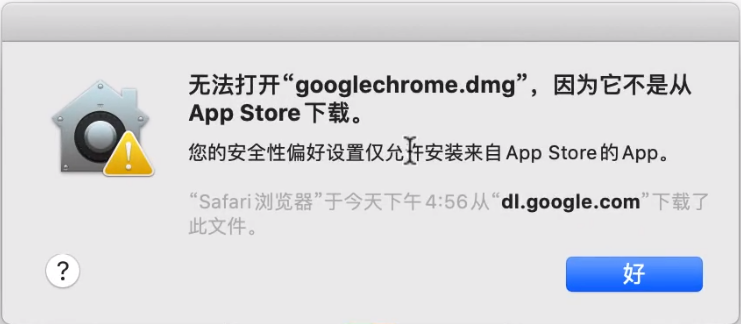 无法打开“googlechrome.dmg”，因为它不是从
App Store下载。
您的安全性偏好设置仅允许安装来自App Store的App。
“Safari浏览器”于今天下午4:56从“dl.google.com”下载了
此文件。
?
好